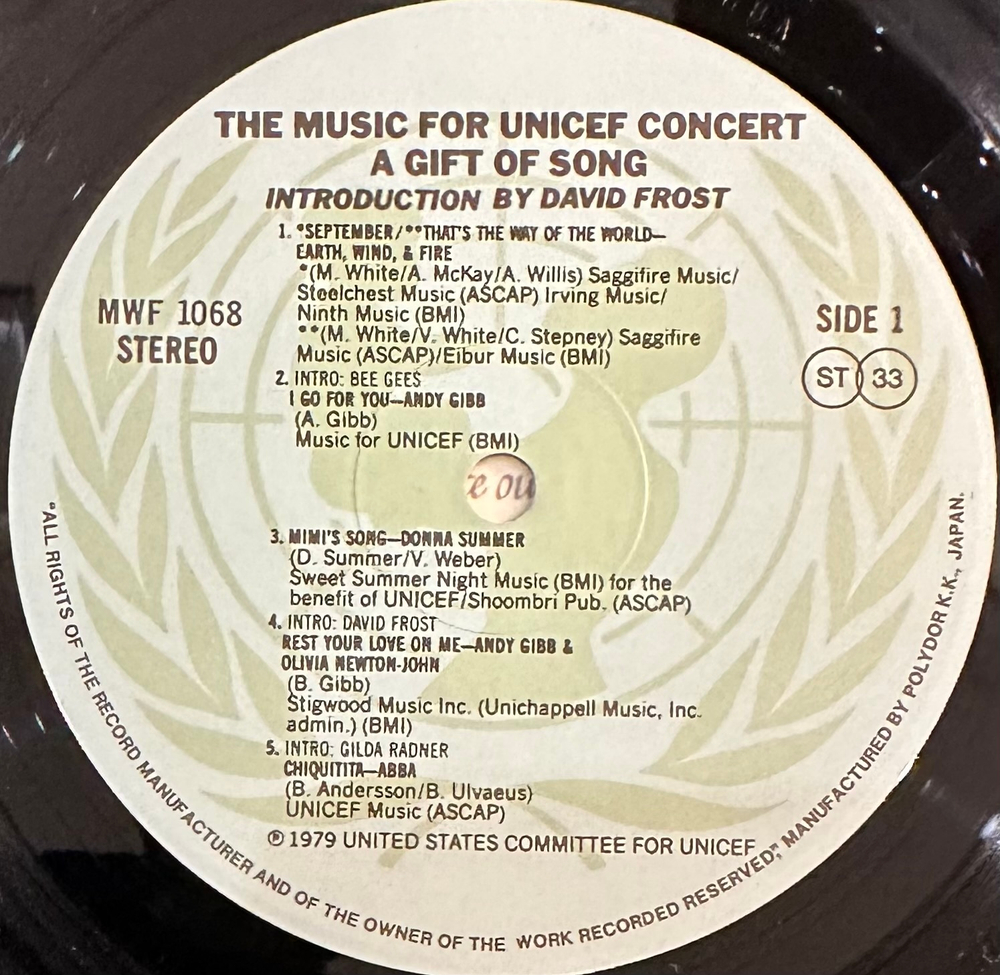 THE MUSIC FOR UNICEF CONCERT
A GIFT OF SONG
INTRODUCTION BY DAVID FROST
1. *SEPTEMBER/**THAT'S THE WAY OF THE WORLD—
EARTH, WIND, & FIRE
*(M. White/A. McKay/A. Willis) Saggifire Music/
Steelchest Music (ASCAP) Irving Music/
Ninth Music (BMI)
**(M. White/V. White/C. Stepney) Saggifire
Music (ASCAP)/Eibur Music (BMI)
MWF 1068
STEREO
SIDE 1
ST 33
2. INTRO: BEE GEES
I GO FOR YOU—ANDY GIBB
(A. Gibb)
Music for UNICEF (BMI)
3. MIMI'S SONG—DONNA SUMMER
(D. Summer/V. Weber)
Sweet Summer Night Music (BMI) for the
benefit of UNICEF/Shoombri Pub. (ASCAP)
4. INTRO: DAVID FROST
REST YOUR LOVE ON ME—ANDY GIBB &
OLIVIA NEWTON-JOHN
(B. Gibb)
Stigwood Music Inc. (Unichappell Music, Inc.
admin.) (BMI)
5. INTRO: GILDA RADNER
CHIQUITITA—ABBA
(B. Andersson/B. Ulvaeus)
UNICEF Music (ASCAP)
℗ 1979 UNITED STATES COMMITTEE FOR UNICEF
"ALL RIGHTS OF THE RECORD MANUFACTURER AND OF THE OWNER OF THE WORK RECORDED RESERVED," MANUFACTURED BY POLYDOR K.K., JAPAN.